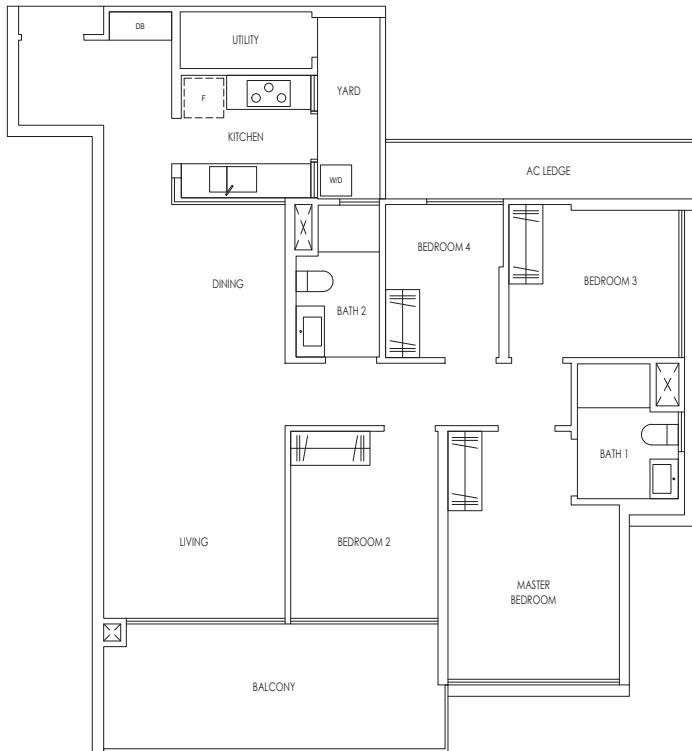 DB
UTILITY
F
YARD
KITCHEN
W/D
AC LEDGE
BEDROOM 4
DINING
BEDROOM 3
BATH 2
BATH 1
LIVING
BEDROOM 2
MASTER
BEDROOM
BALCONY